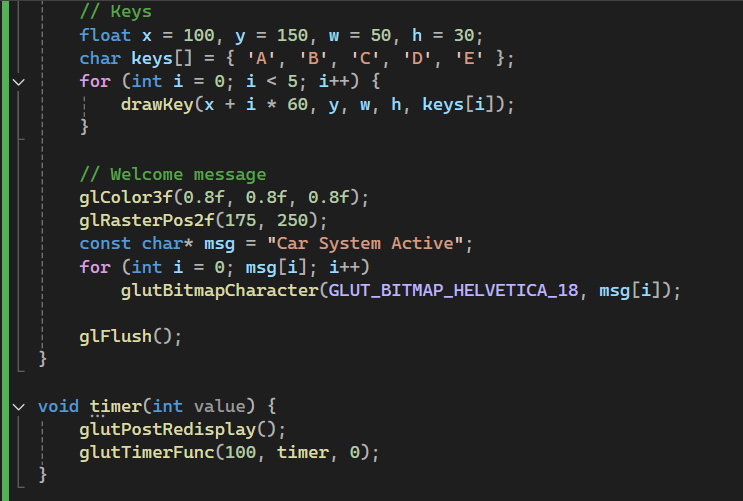 // Keys
float x = 100, y = 150, w = 50, h = 30;
char keys[] = { 'A', 'B', 'C', 'D', 'E' };
for (int i = 0; i < 5; i++) {
drawKey(x + i * 60, y, w, h, keys[i]);
}
// Welcome message
glColor3f(0.8f, 0.8f, 0.8f);
glRasterPos2f(175, 250);
const char* msg = "Car System Active";
for (int i = 0; msg[i]; i++)
glutBitmapCharacter(GLUT_BITMAP_HELVETICA_18, msg[i]);
glFlush();
}
void timer(int value) {
glutPostRedisplay();
glutTimerFunc(100, timer, 0);
}